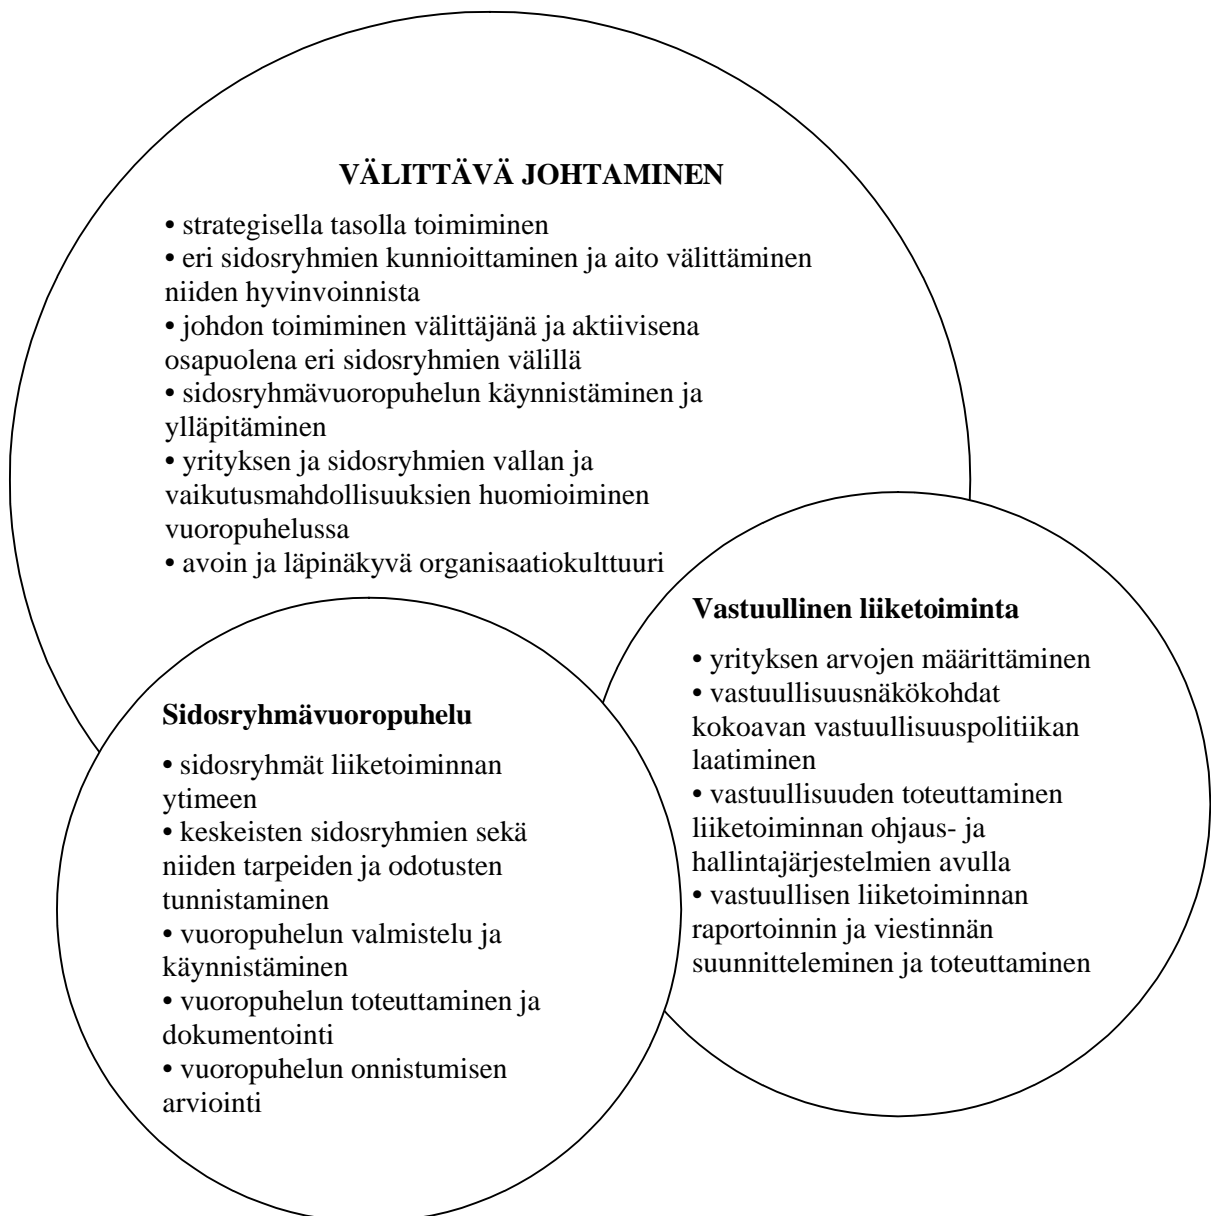 VÄLITTÄVÄ JOHTAMINEN
• strategisella tasolla toimiminen
• eri sidosryhmien kunnioittaminen ja aito välittäminen
niiden hyvinvoinnista
• johdon toimiminen välittäjänä ja aktiivisena
osapuolena eri sidosryhmien välillä
• sidosryhmävuoropuhelun käynnistäminen ja
ylläpitäminen
• yrityksen ja sidosryhmien vallan ja
vaikutusmahdollisuuksien huomioiminen
vuoropuhelussa
• avoin ja läpinäkyvä organisaatiokulttuuri
Sidosryhmävuoropuhelu
• sidosryhmät liiketoiminnan
ytimeen
• keskeisten sidosryhmien sekä
niiden tarpeiden ja odotusten
tunnistaminen
• vuoropuhelun valmistelu ja
käynnistäminen
• vuoropuhelun toteuttaminen ja
dokumentointi
• vuoropuhelun onnistumisen
arviointi
Vastuullinen liiketoiminta
• yrityksen arvojen määrittäminen
• vastuullisuusnäkökohdat
kokoavan vastuullisuuspolitiikan
laatiminen
• vastuullisuuden toteuttaminen
liiketoiminnan ohjaus- ja
hallintajärjestelmien avulla
• vastuullisen liiketoiminnan
raportoinnin ja viestinnän
suunnitteleminen ja toteuttaminen